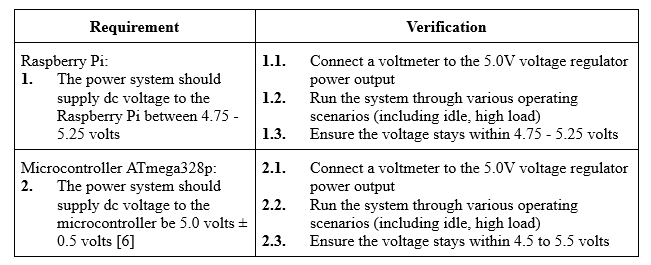 Requirement
Verification
Raspberry Pi:
1. The power system should
supply dc voltage to the
Raspberry Pi between 4.75 -
5.25 volts
1.1. Connect a voltmeter to the 5.0V voltage regulator
power output
1.2. Run the system through various operating
scenarios (including idle, high load)
1.3. Ensure the voltage stays within 4.75 - 5.25 volts
Microcontroller ATmega328p:
2. The power system should
supply dc voltage to the
microcontroller be 5.0 volts ±
0.5 volts [6]
2.1. Connect a voltmeter to the 5.0V voltage regulator
power output
2.2. Run the system through various operating
scenarios (including idle, high load)
2.3. Ensure the voltage stays within 4.5 to 5.5 volts